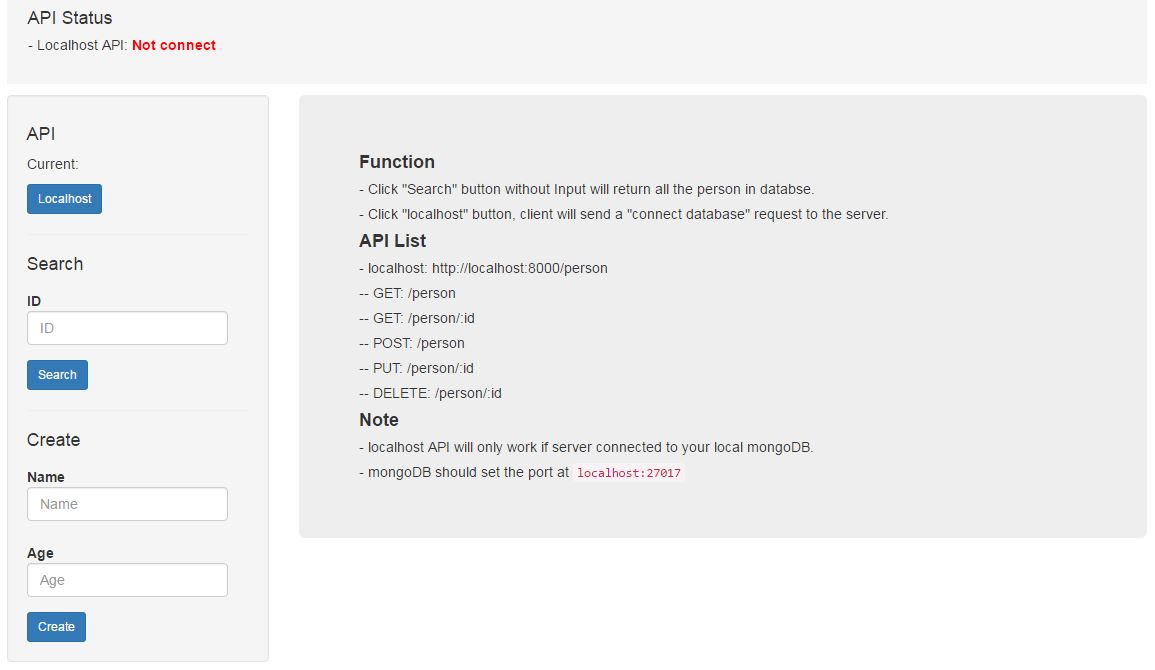 API Status
- Localhost API: Not connect
API
Current:
Localhost
Search
ID
ID
Search
Create
Name
Name
Age
Age
Create
Function
- Click "Search" button without Input will return all the person in databse.
- Click "localhost" button, client will send a "connect database" request to the server.
API List
- localhost: http://localhost:8000/person
-- GET: /person
-- GET: /person/:id
-- POST: /person
-- PUT: /person/:id
-- DELETE: /person/:id
Note
- localhost API will only work if server connected to your local mongoDB.
- mongoDB should set the port at localhost:27017